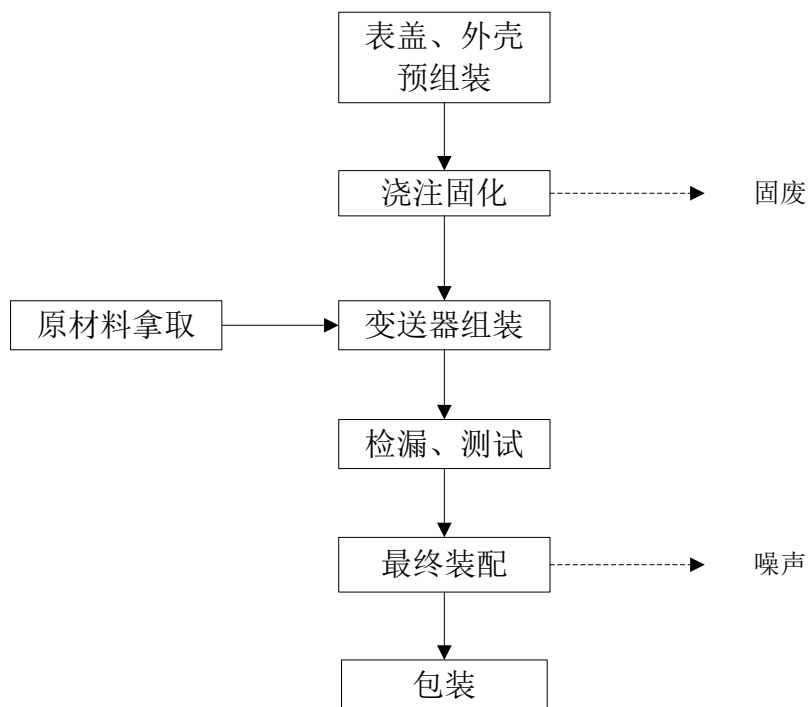 表盖、外壳
预组装
浇注固化
固废
原材料拿取
变送器组装
检漏、测试
最终装配
噪声
包装